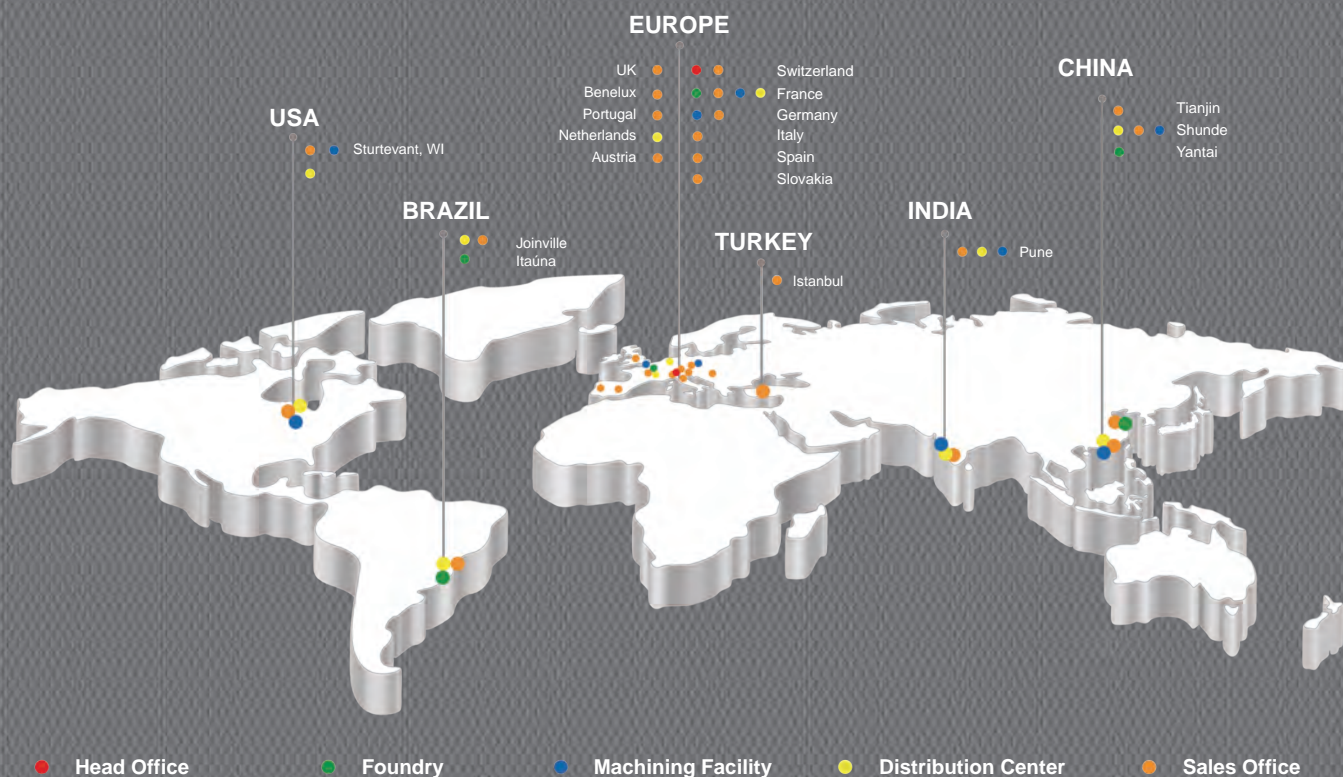 EUROPE
UK
Benelux
Portugal
Netherlands
Austria
Switzerland
France
Germany
Italy
Spain
Slovakia
CHINA
Tianjin
Shunde
Yantai
USA
Sturtevant, WI
BRAZIL
Joinville
Itaúna
TURKEY
Istanbul
INDIA
Pune
Head Office
Foundry
Machining Facility
Distribution Center
Sales Office